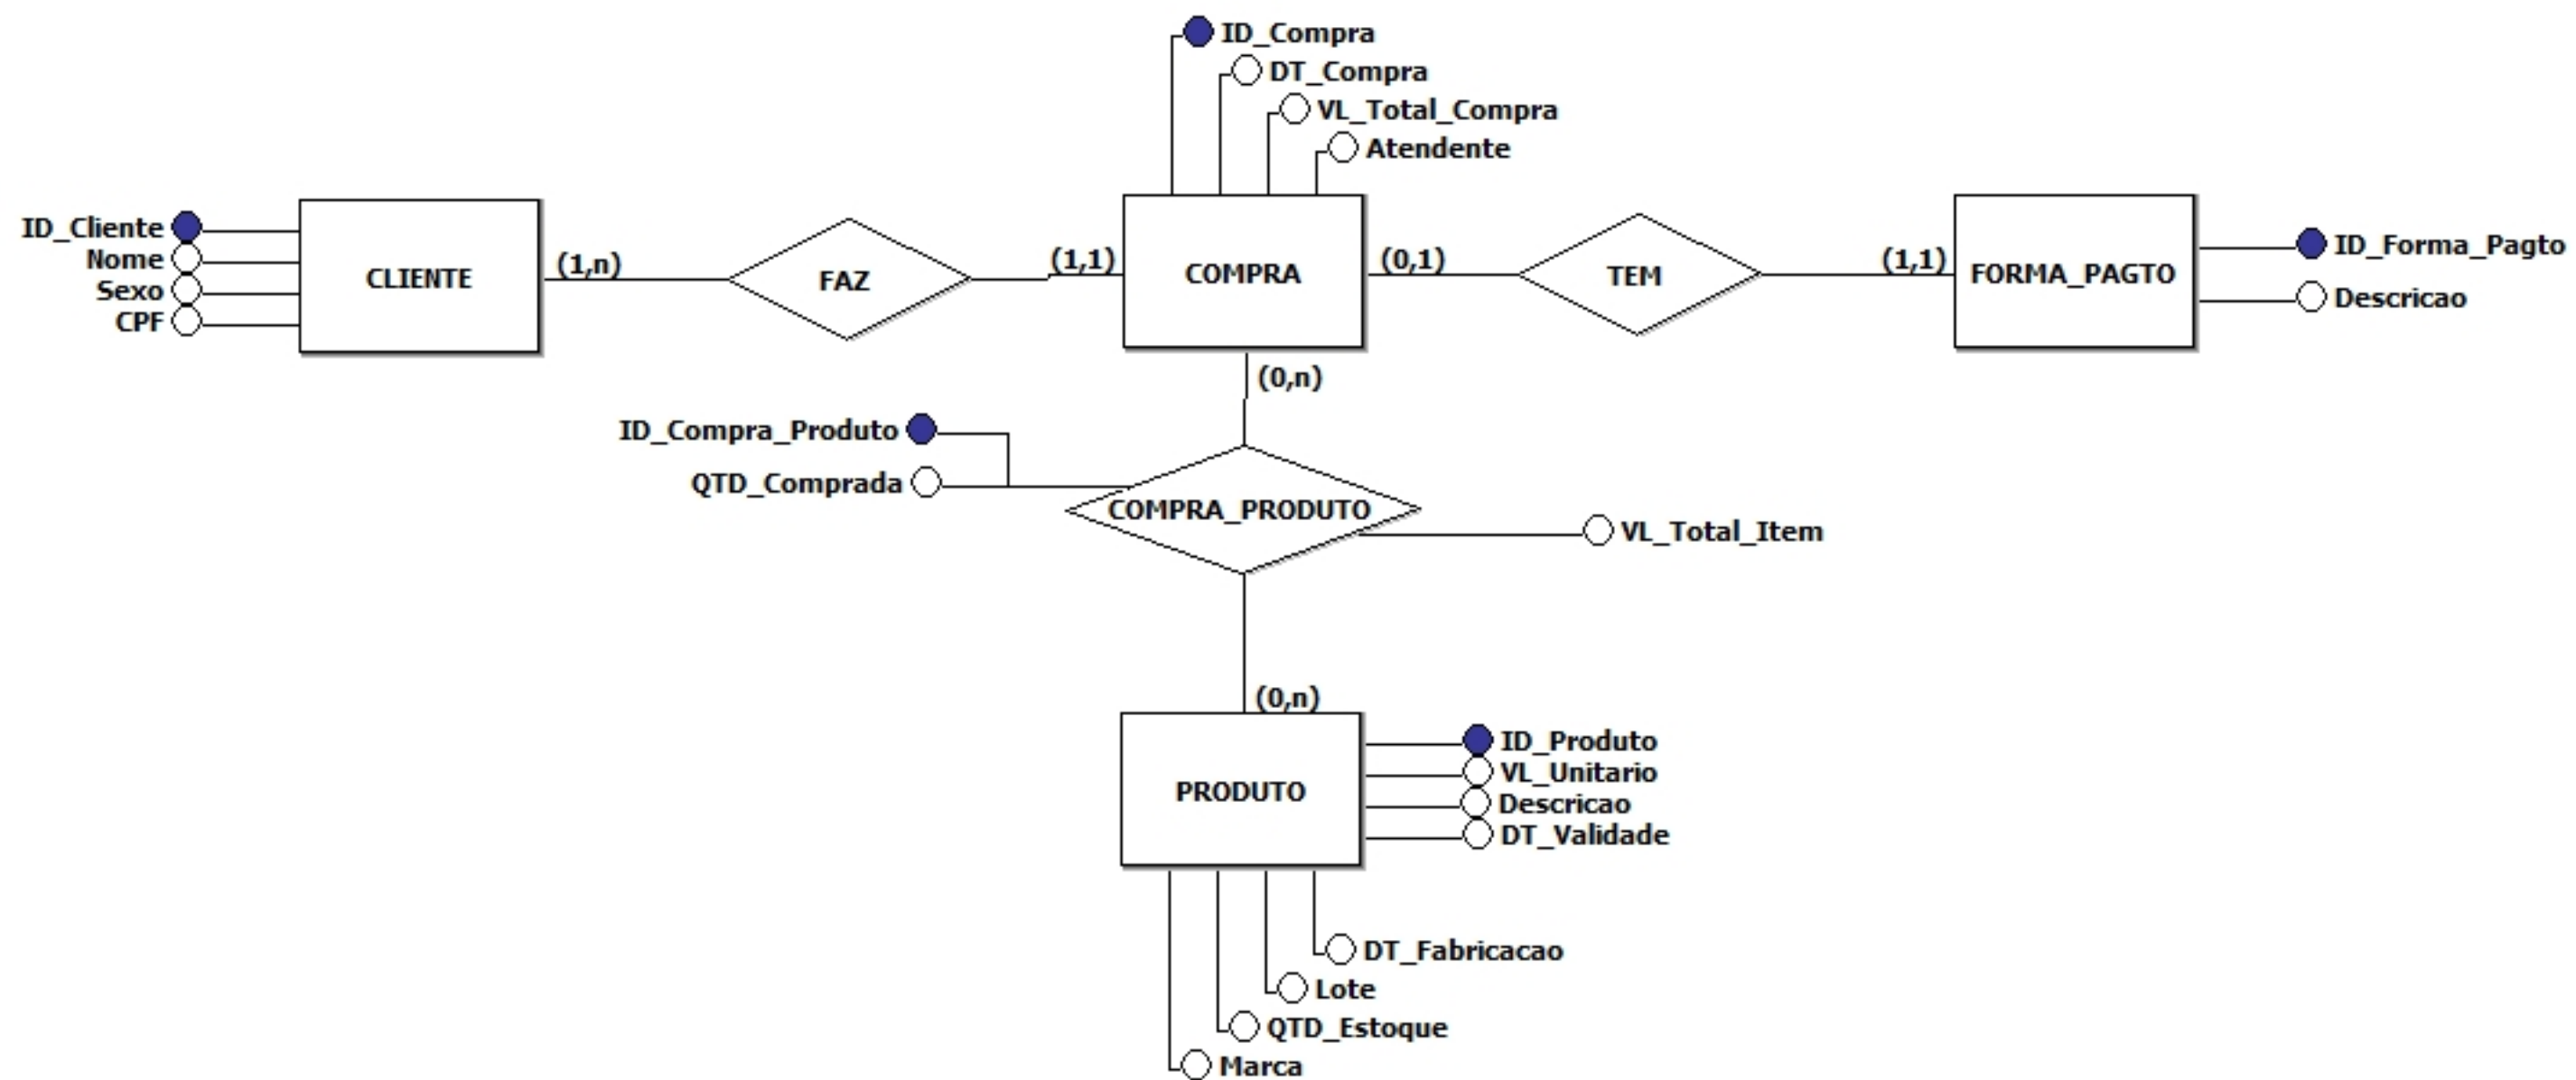 ID_Compra
DT_Compra
VL_Total_Compra
Atendente
ID_Cliente
Nome
Sexo
CPF
CLIENTE
(1,n)
FAZ
(1,1)
COMPRA
(0,1)
TEM
(1,1)
FORMA_PAGTO
ID_Forma_Pagto
Descricao
(0,n)
ID_Compra_Produto
QTD_Comprada
COMPRA_PRODUTO
VL_Total_Item
(0,n)
PRODUTO
ID_Produto
VL_Unitario
Descricao
DT_Validade
DT_Fabricacao
Lote
QTD_Estoque
Marca